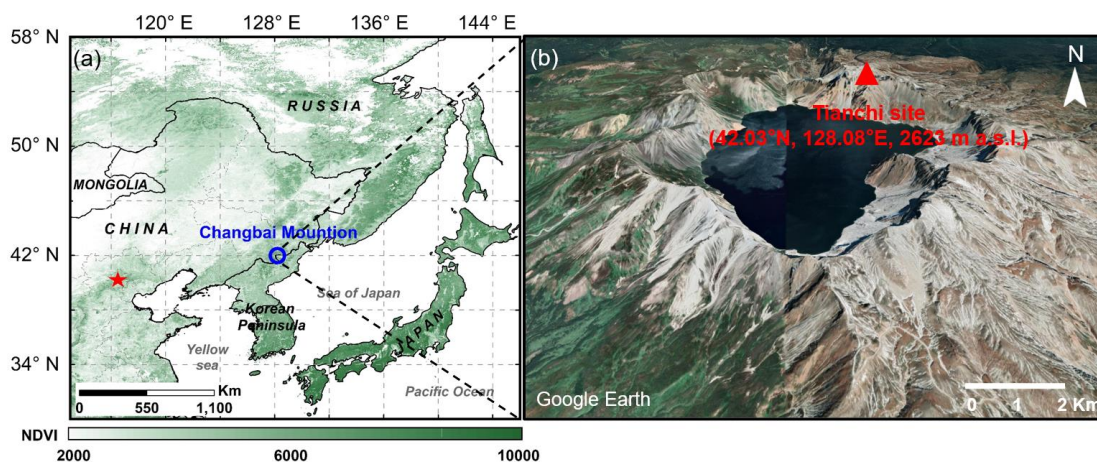 120° E
128° E
136° E
144° E
58° N
50° N
42° N
34° N
(a)
RUSSIA
MONGOLIA
CHINA
Changbai Mountion
Sea of Japan
Korean
Peninsula
JAPAN
Yellow
sea
Pacific Ocean
Km
0 550 1,100
NDVI
2000 6000 10000
(b)
N
Tianchi site
(42.03°N, 128.08°E, 2623 m a.s.l.)
Google Earth
0 1 2 Km